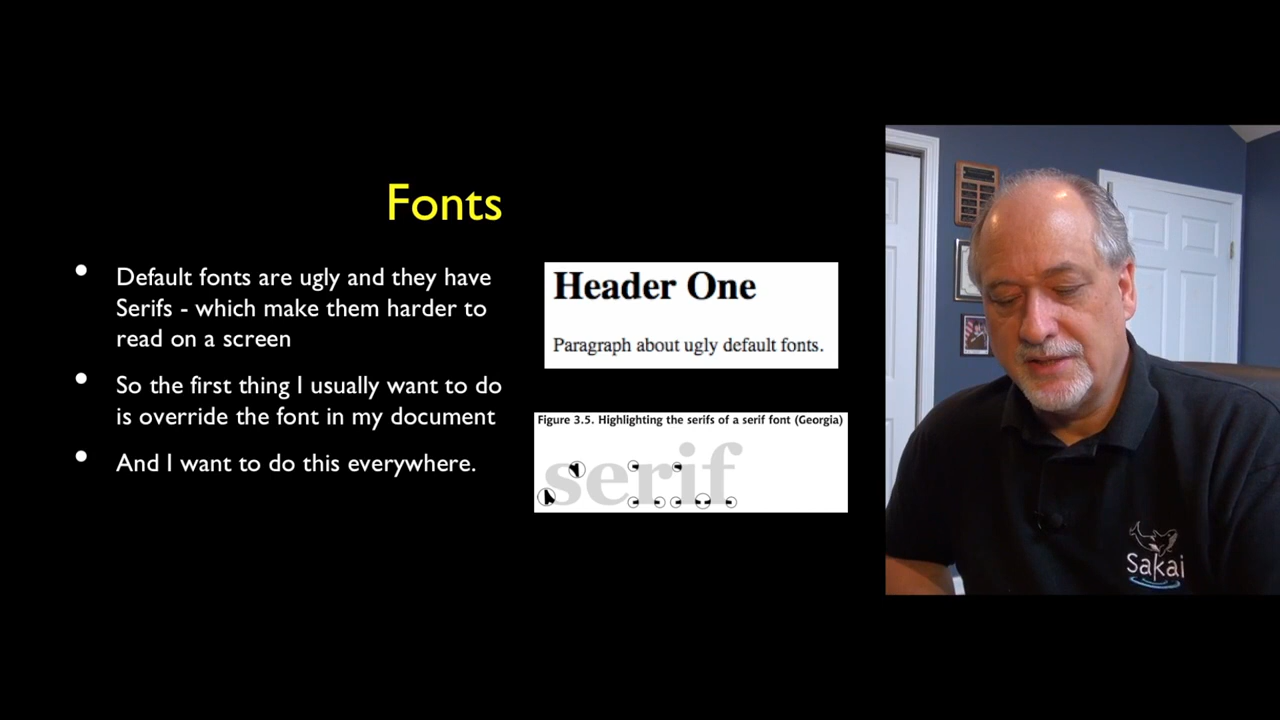 Fonts
• Default fonts are ugly and they have
Serifs - which make them harder to
read on a screen
• So the first thing I usually want to do
is override the font in my document
• And I want to do this everywhere.
Header One
Paragraph about ugly default fonts.
Figure 3.5. Highlighting the serifs of a serif font (Georgia)
serif
Sakai